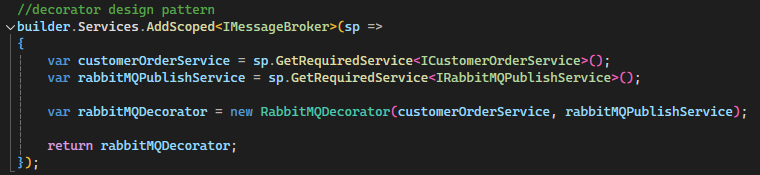 //decorator design pattern
builder.Services.AddScoped<IMessageBroker>(sp =>
{
    var customerOrderService = sp.GetRequiredService<ICustomerOrderService>();
    var rabbitMQPublishService = sp.GetRequiredService<IRabbitMQPublishService>();

    var rabbitMQDecorator = new RabbitMQDecorator(customerOrderService, rabbitMQPublishService);

    return rabbitMQDecorator;
});